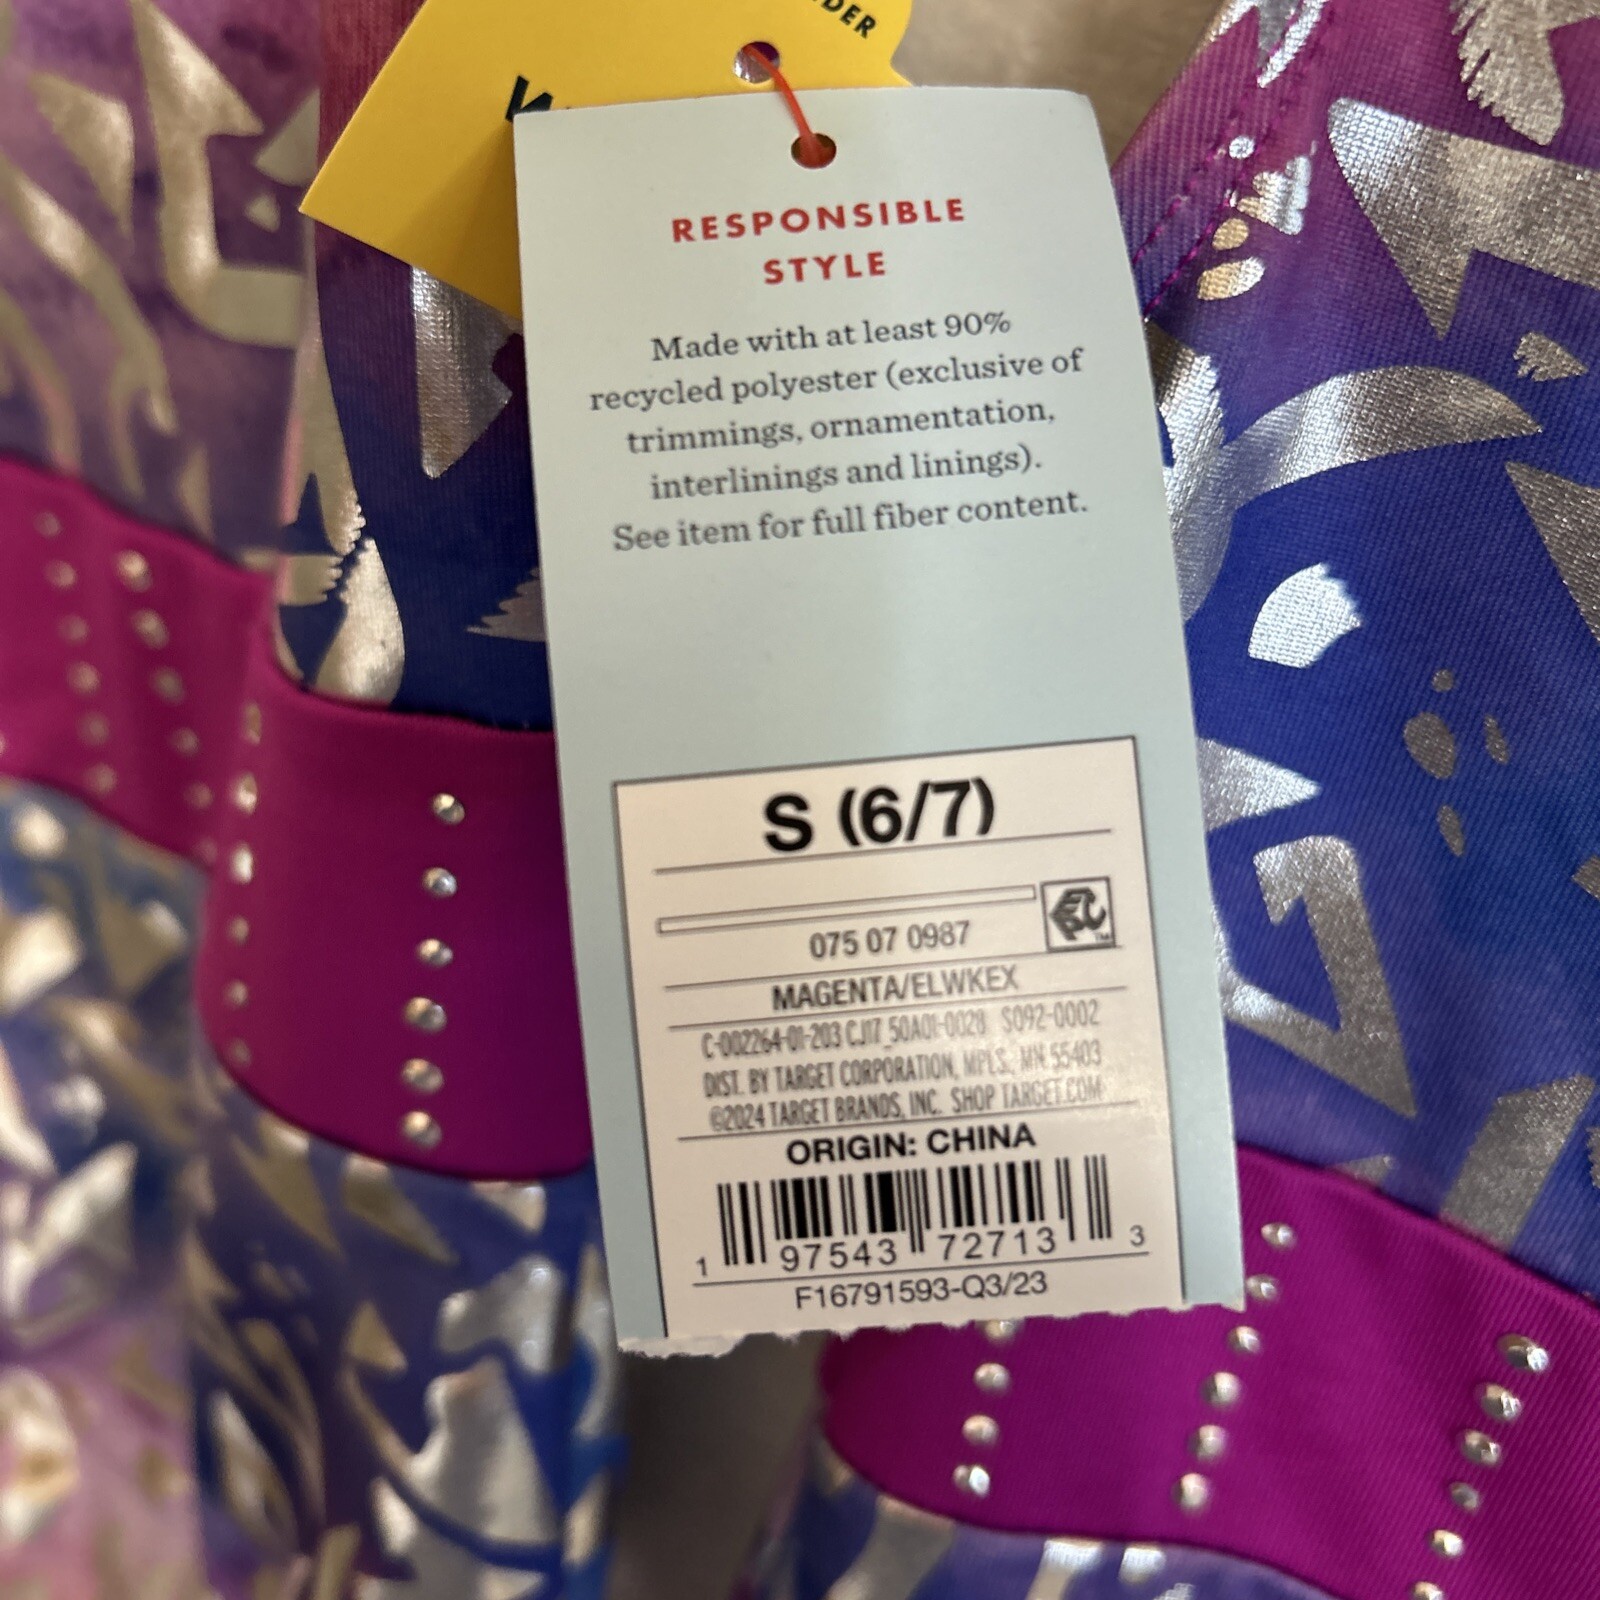 RESPONSIBLE
STYLE
Made with at least 90%
recycled polyester (exclusive of
trimmings, ornamentation,
interlinings and linings).
See item for full fiber content.
S (6/7)
075 07 0987
MAGENTA/ELWKEX
C-002264-01-203 CJ17_50A01-0028 S092-0002
DIST. BY TARGET CORPORATION, MPLS., MN 55403
©2024 TARGET BRANDS, INC. SHOP TARGET.COM
ORIGIN: CHINA
1 97543 72713 3
F16791593-Q3/23